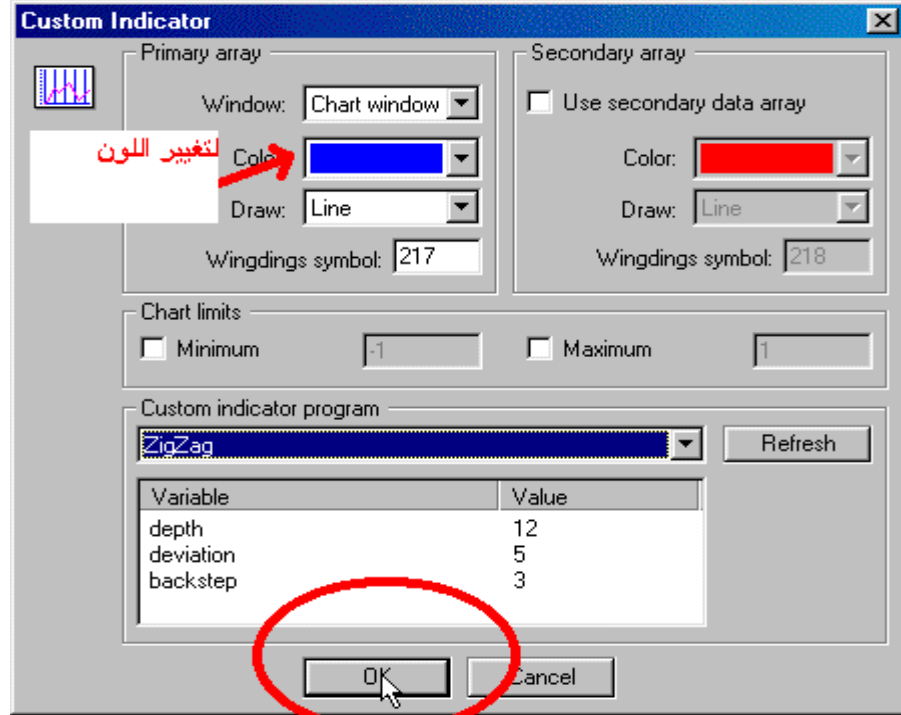 Custom Indicator
Primary array
Window: Chart window
لتغيير اللون
Color
Draw: Line
Wingdings symbol: 217
Secondary array
Use secondary data array
Color:
Draw: Line
Wingdings symbol: 218
Chart limits
Minimum -1
Maximum 1
Custom indicator program
ZigZag
Refresh
Variable Value
depth 12
deviation 5
backstep 3
OK Cancel